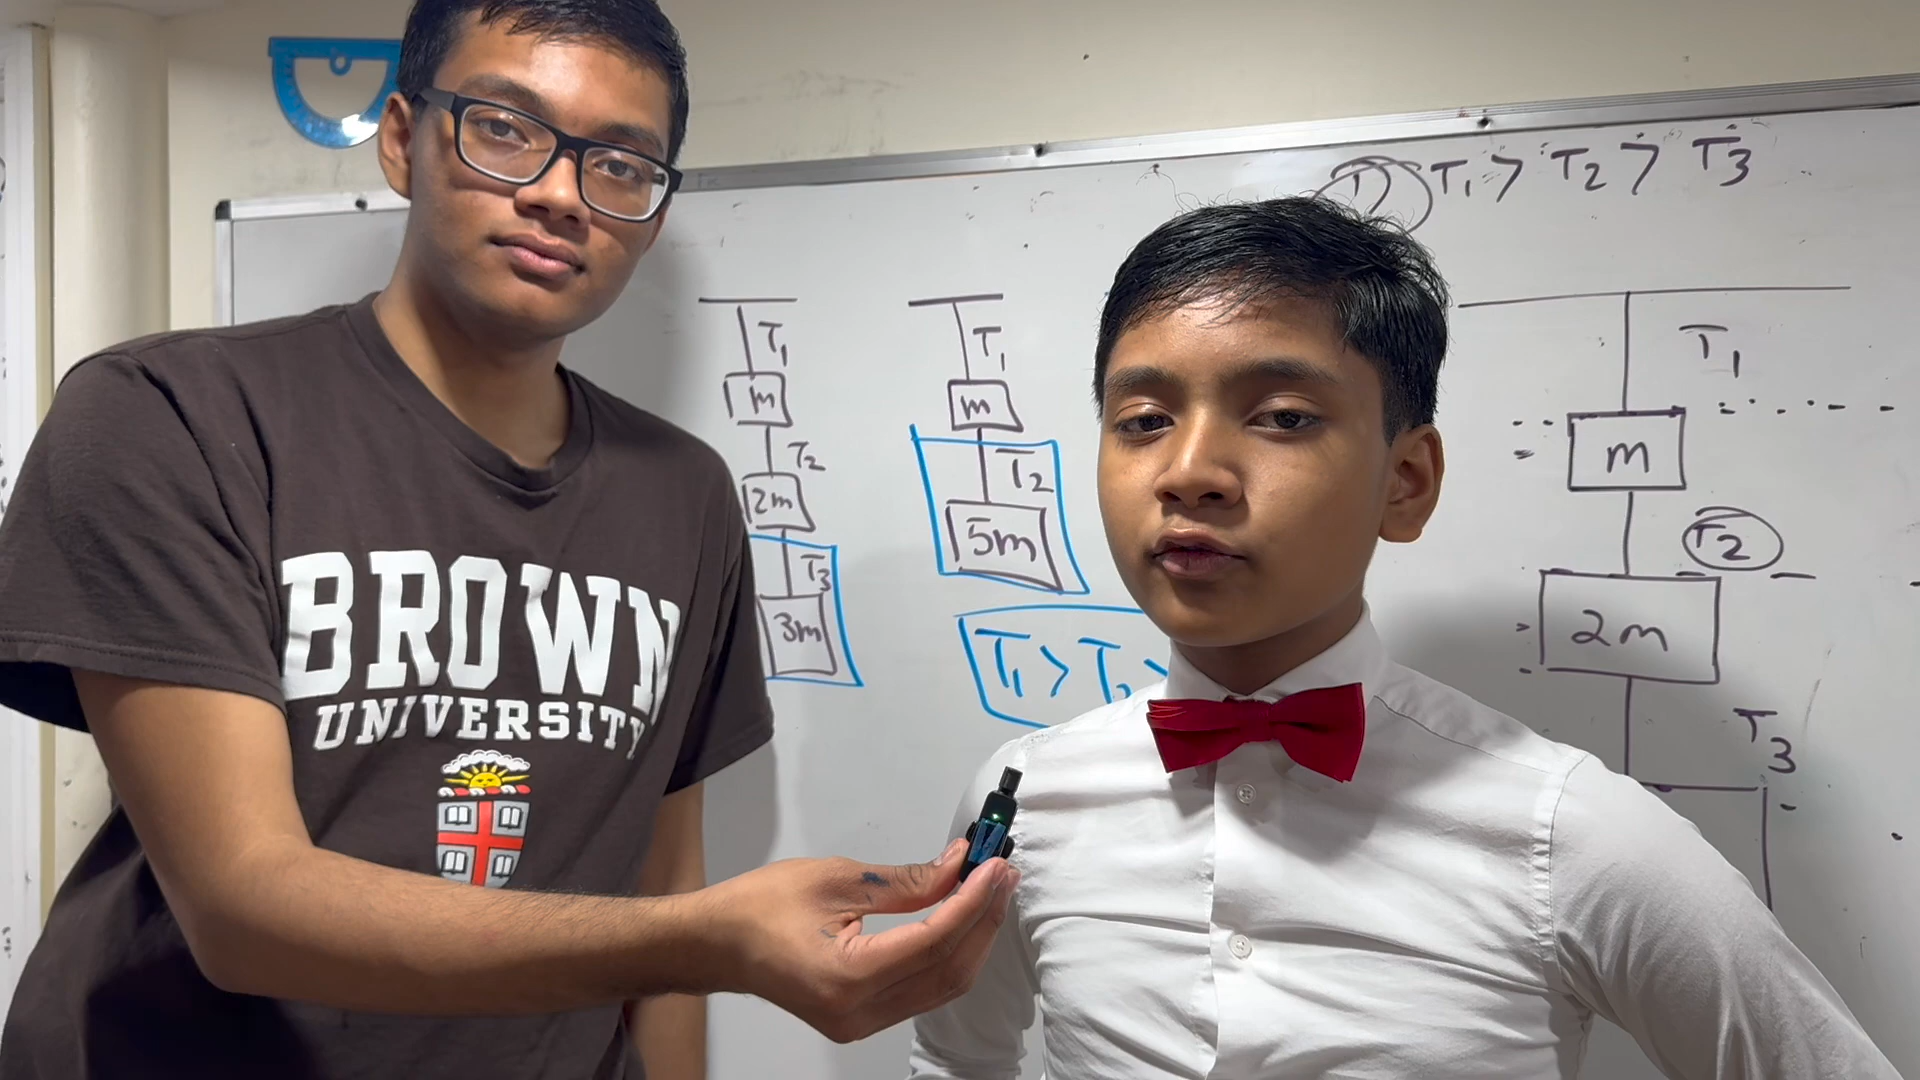 T₁ > T₂ > T₃
T₁
m
T₂
2m
T₃
3m
T₁
m
T₂
5m
T₁ > T₂ >
T₁
m
T₂
2m
T₃
BROWN
UNIVERSITY